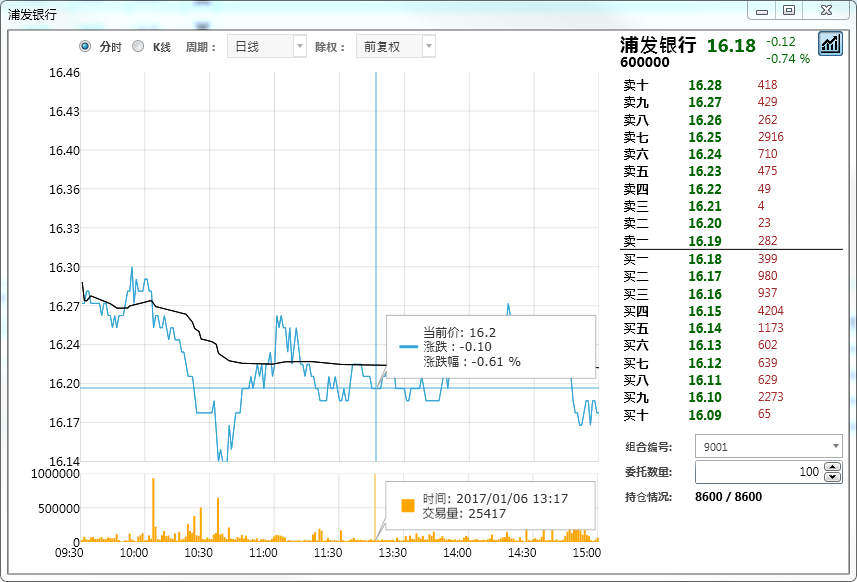 浦发银行
分时 K线 周期： 日线 除权： 前复权
16.46
16.43
16.40
16.36
16.33
16.30
16.27
16.24
16.20
16.17
16.14
当前价: 16.2
涨跌：-0.10
涨跌幅：-0.61 %
1000000
500000
0
时间: 2017/01/06 13:17
交易量: 25417
09:30 10:00 10:30 11:00 11:30 13:30 14:00 14:30 15:00
浦发银行 16.18 -0.12
600000 -0.74 %
卖十 16.28 418
卖九 16.27 429
卖八 16.26 262
卖七 16.25 2916
卖六 16.24 710
卖五 16.23 475
卖四 16.22 49
卖三 16.21 4
卖二 16.20 23
卖一 16.19 282
买一 16.18 399
买二 16.17 980
买三 16.16 937
买四 16.15 4204
买五 16.14 1173
买六 16.13 602
买七 16.12 639
买八 16.11 629
买九 16.10 2273
买十 16.09 65
组合编号: 9001
委托数量: 100
持仓情况: 8600 / 8600